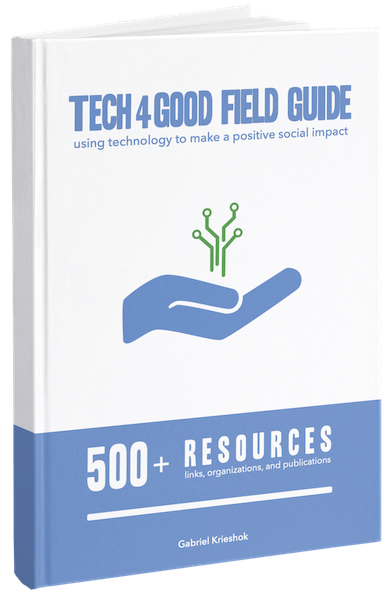 TECH 4 GOOD FIELD GUIDE
using technology to make a positive social impact
500+ RESOURCES
links, organizations, and publications
Gabriel Krieshok